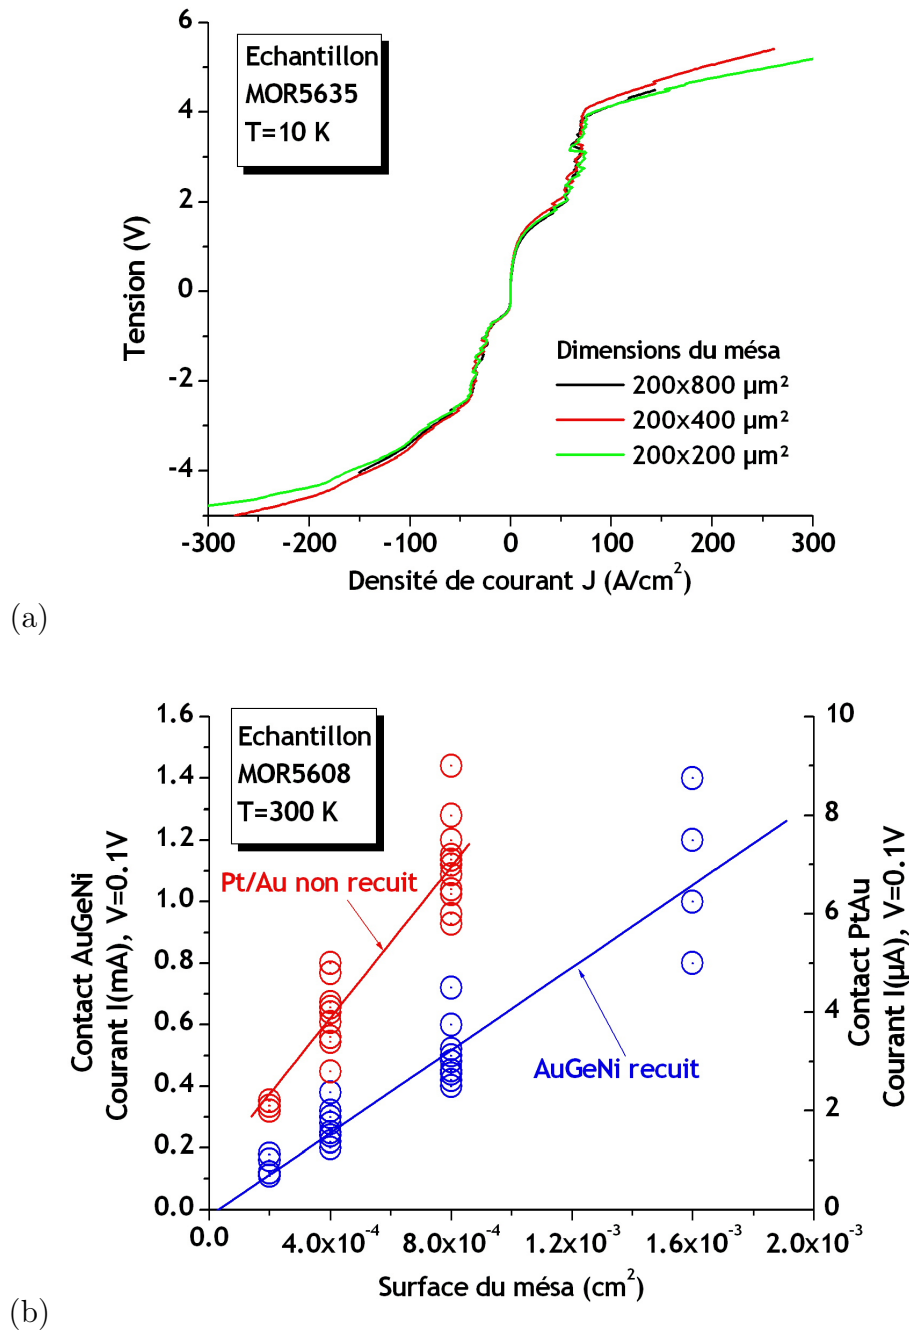 6
4
2
0
-2
-4
Tension (V)
Echantillon
MOR5635
T=10 K
Dimensions du mésa
200x800 µm²
200x400 µm²
200x200 µm²
-300 -200 -100 0 100 200 300
Densité de courant J (A/cm²)
(a)
1.6
1.4
1.2
1.0
0.8
0.6
0.4
0.2
0.0
Contact AuGeNi
Courant I(mA), V=0.1V
Echantillon
MOR5608
T=300 K
Pt/Au non recuit
AuGeNi recuit
10
8
6
4
2
0
Contact PtAu
Courant I(µA), V=0.1V
0.0 4.0x10⁻⁴ 8.0x10⁻⁴ 1.2x10⁻³ 1.6x10⁻³ 2.0x10⁻³
Surface du mésa (cm²)
(b)